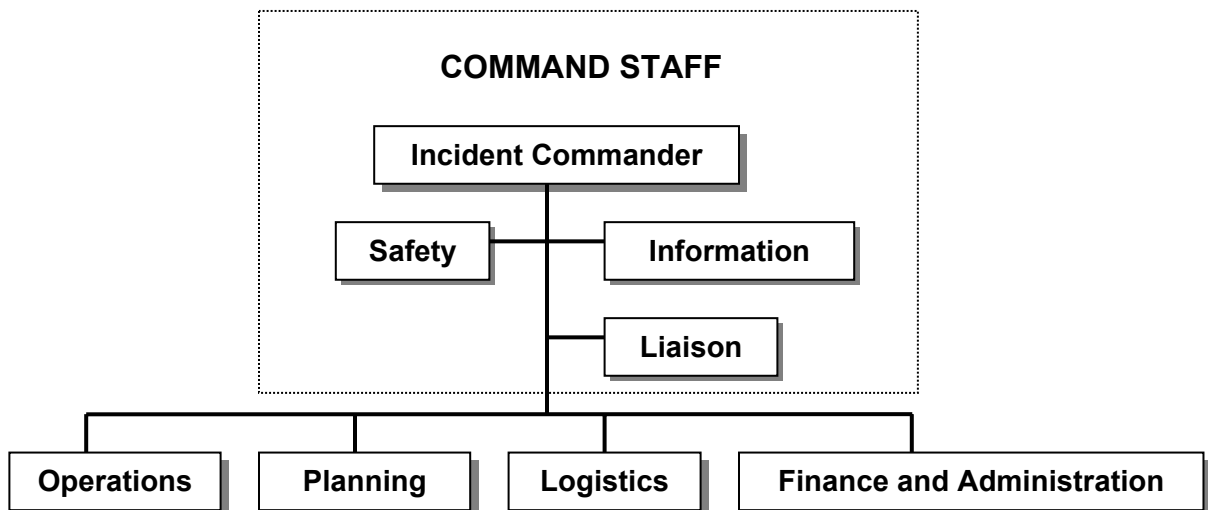 COMMAND STAFF
Incident Commander
Safety
Information
Liaison
Operations
Planning
Logistics
Finance and Administration